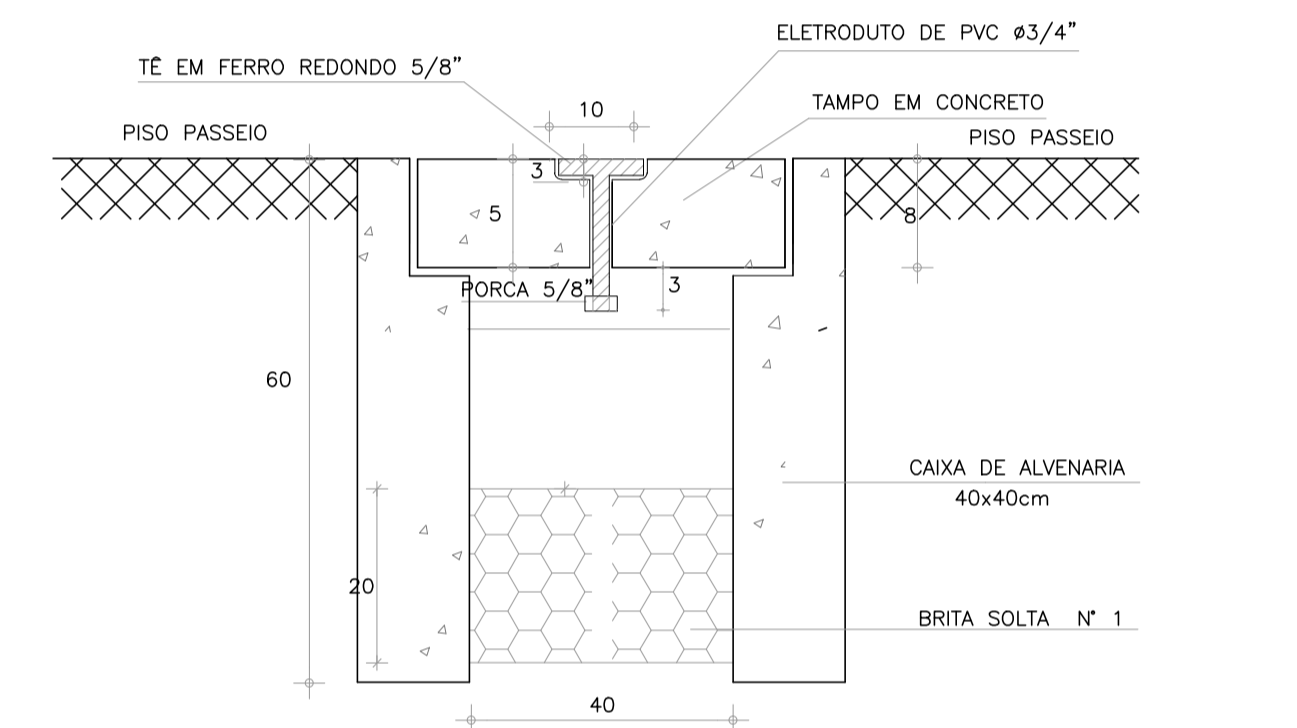 ELETRODUTO DE PVC ø3/4"
TÊ EM FERRO REDONDO 5/8"
TAMPO EM CONCRETO
10
PISO PASSEIO
PISO PASSEIO
3
5
8
PORCA 5/8"
3
60
CAIXA DE ALVENARIA
40x40cm
20
BRITA SOLTA N° 1
40